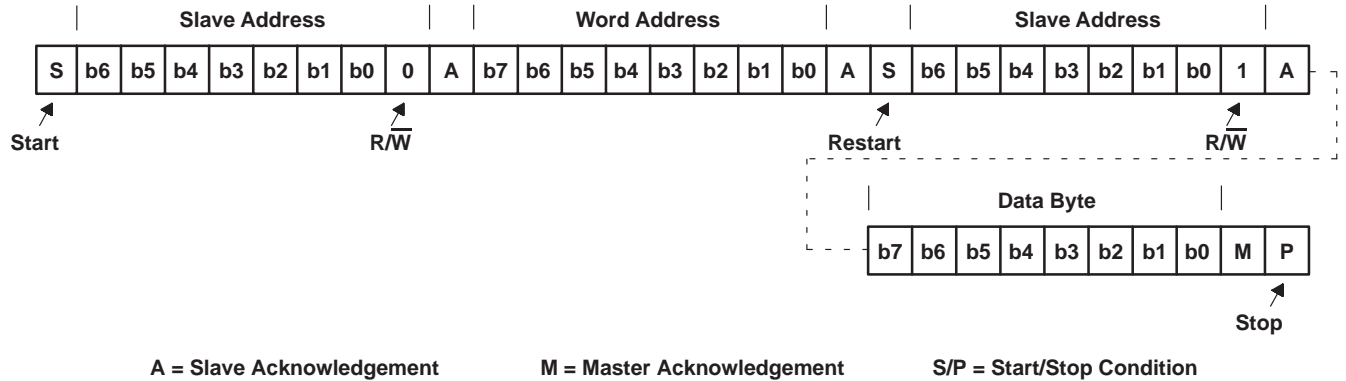 Slave Address Word Address Slave Address
S b6 b5 b4 b3 b2 b1 b0 0 A b7 b6 b5 b4 b3 b2 b1 b0 A S b6 b5 b4 b3 b2 b1 b0 1 A
Start R/W̅ Restart R/W̅
Data Byte
b7 b6 b5 b4 b3 b2 b1 b0 M P
Stop
A = Slave Acknowledgement M = Master Acknowledgement S/P = Start/Stop Condition